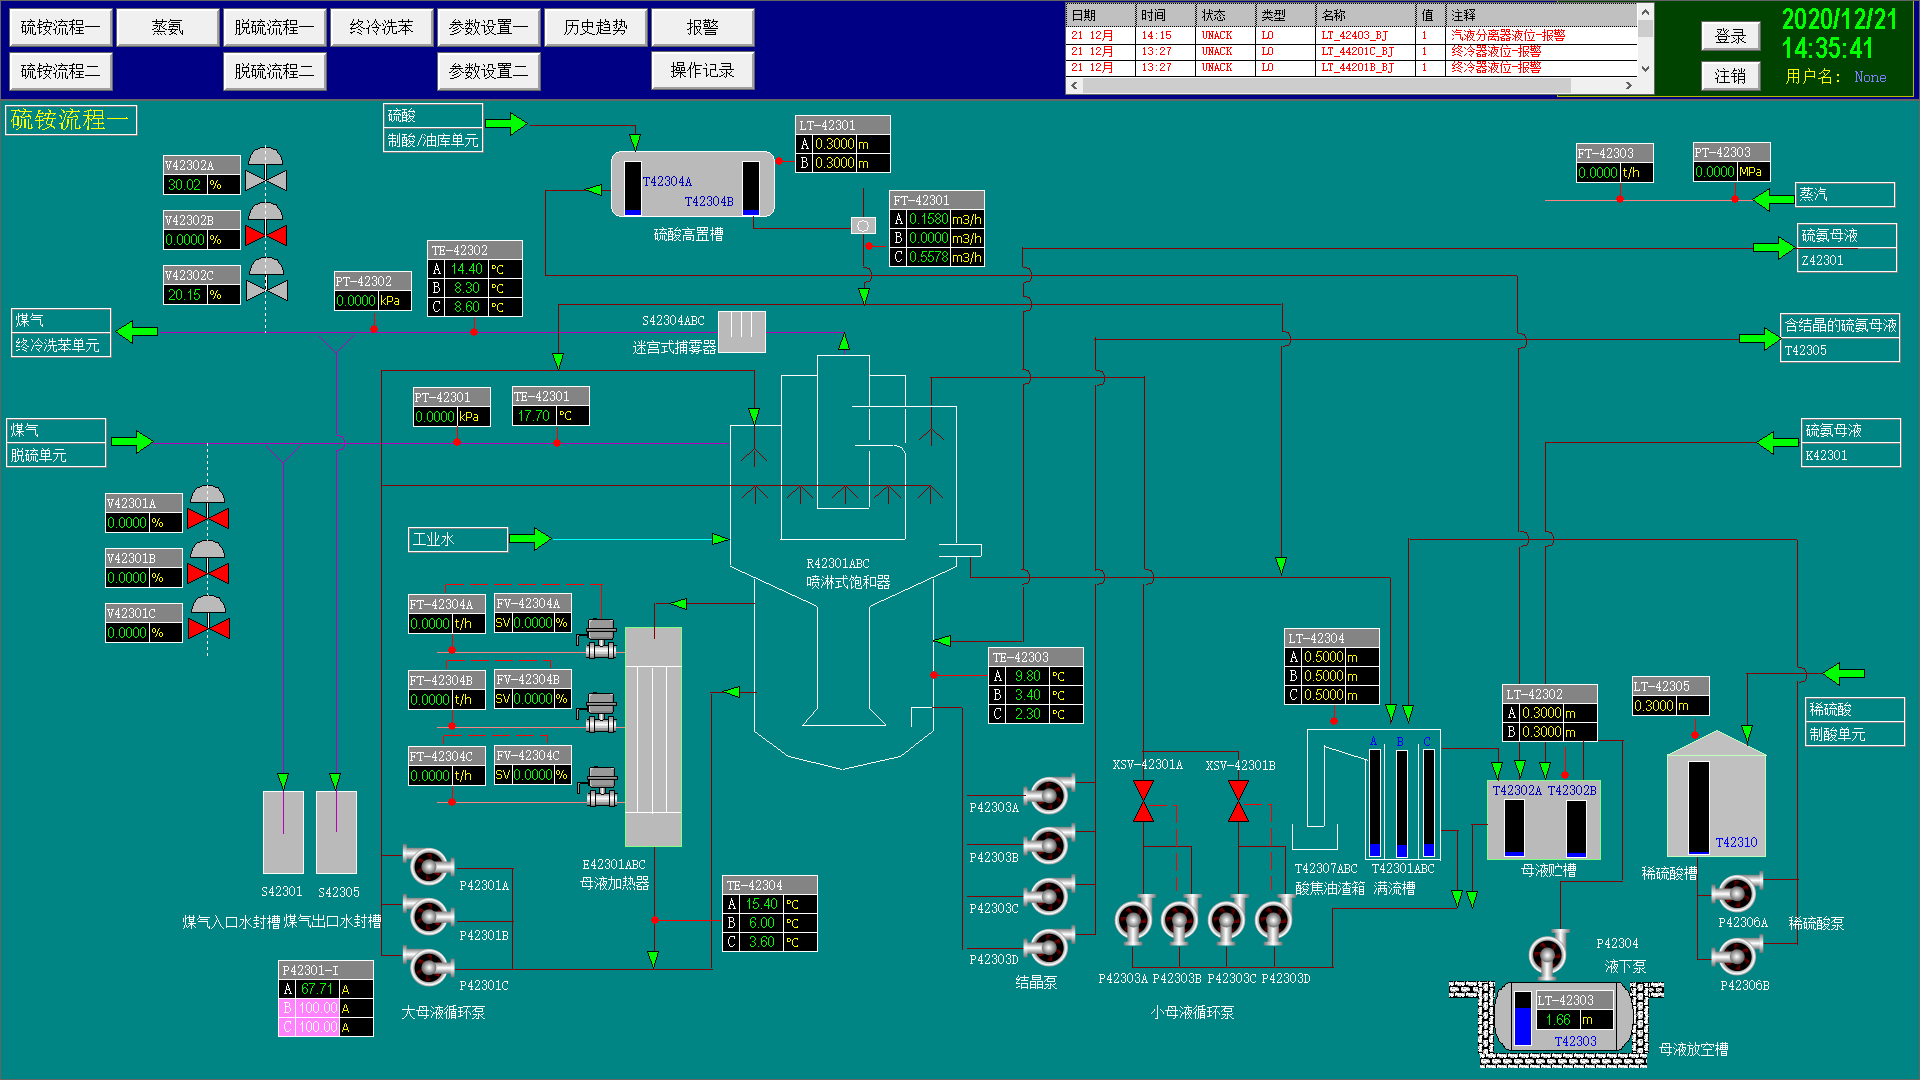 硫铵流程一 蒸氨 脱硫流程一 终冷洗苯 参数设置一 历史趋势 报警
硫铵流程二 脱硫流程二 参数设置二 操作记录
日期 时间 状态 类型 名称 值 注释
21 12月 14:15 UNACK LO LT_42403_BJ 1 汽液分离器液位-报警
21 12月 13:27 UNACK LO LT_44201C_BJ 1 终冷器液位-报警
21 12月 13:27 UNACK LO LT_44201B_BJ 1 终冷器液位-报警
登录
注销
2020/12/21
14:35:41
用户名: None
硫铵流程一
硫酸
制酸/油库单元
V42302A
30.02 %
V42302B
0.0000 %
V42302C
20.15 %
LT-42301
A 0.3000 m
B 0.3000 m
T42304A
T42304B
硫酸高置槽
FT-42301
A 0.1580 m3/h
B 0.0000 m3/h
C 0.5578 m3/h
TE-42302
A 14.40 °C
B 8.30 °C
C 8.60 °C
PT-42302
0.0000 kPa
FT-42303
0.0000 t/h
PT-42303
0.0000 MPa
蒸汽
硫氨母液
Z42301
含结晶的硫氨母液
T42305
硫氨母液
K42301
煤气
终冷洗苯单元
S42304ABC
迷宫式捕雾器
PT-42301
0.0000 kPa
TE-42301
17.70 °C
煤气
脱硫单元
V42301A
0.0000 %
V42301B
0.0000 %
V42301C
0.0000 %
工业水
R42301ABC
喷淋式饱和器
FT-42304A
0.0000 t/h
FV-42304A
SV 0.0000 %
FT-42304B
0.0000 t/h
FV-42304B
SV 0.0000 %
FT-42304C
0.0000 t/h
FV-42304C
SV 0.0000 %
TE-42303
A 9.80 °C
B 3.40 °C
C 2.30 °C
LT-42304
A 0.5000 m
B 0.5000 m
C 0.5000 m
LT-42302
A 0.3000 m
B 0.3000 m
LT-42305
0.3000 m
稀硫酸
制酸单元
XSV-42301A
XSV-42301B
A B C
T42302A T42302B
T42310
母液贮槽
稀硫酸槽
T42307ABC
酸焦油渣箱
T42301ABC
满流槽
P42303A
P42303B
P42303C
P42303D
结晶泵
E42301ABC
母液加热器
S42301
S42305
煤气入口水封槽
煤气出口水封槽
P42301A
P42301B
P42301C
大母液循环泵
TE-42304
A 15.40 °C
B 6.00 °C
C 3.60 °C
P42301-I
A 67.71 A
B 100.00 A
C 100.00 A
P42303A P42303B P42303C P42303D
小母液循环泵
P42304
液下泵
P42306A
稀硫酸泵
P42306B
LT-42303
1.66 m
T42303
母液放空槽